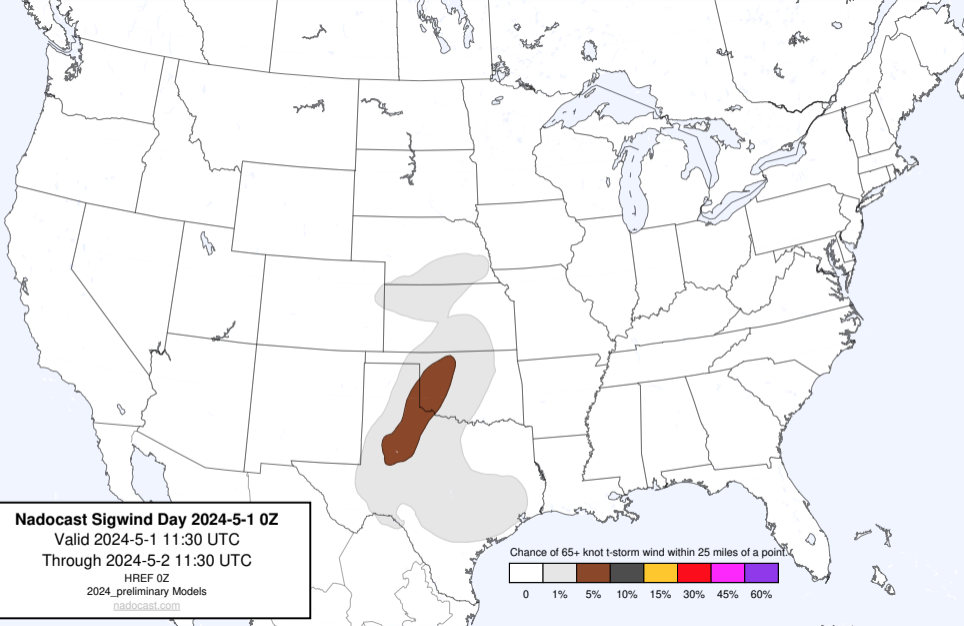 Nadocast Sigwind Day 2024-5-1 0Z
Valid 2024-5-1 11:30 UTC
Through 2024-5-2 11:30 UTC
HREF 0Z
2024_preliminary Models
nadocast.com
Chance of 65+ knot t-storm wind within 25 miles of a point.
0 1% 5% 10% 15% 30% 45% 60%